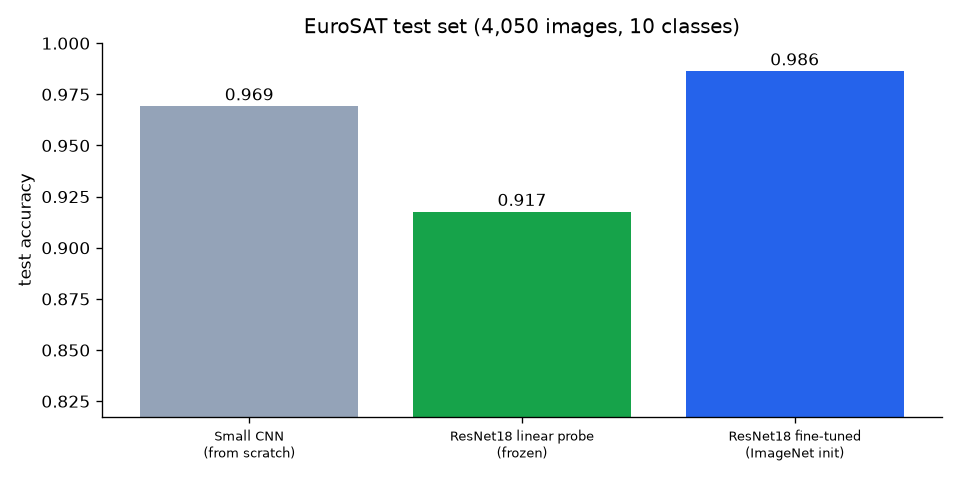 EuroSAT test set (4,050 images, 10 classes)
test accuracy
1.000
0.975
0.950
0.925
0.900
0.875
0.850
0.825
0.969
0.917
0.986
Small CNN
(from scratch)
ResNet18 linear probe
(frozen)
ResNet18 fine-tuned
(ImageNet init)